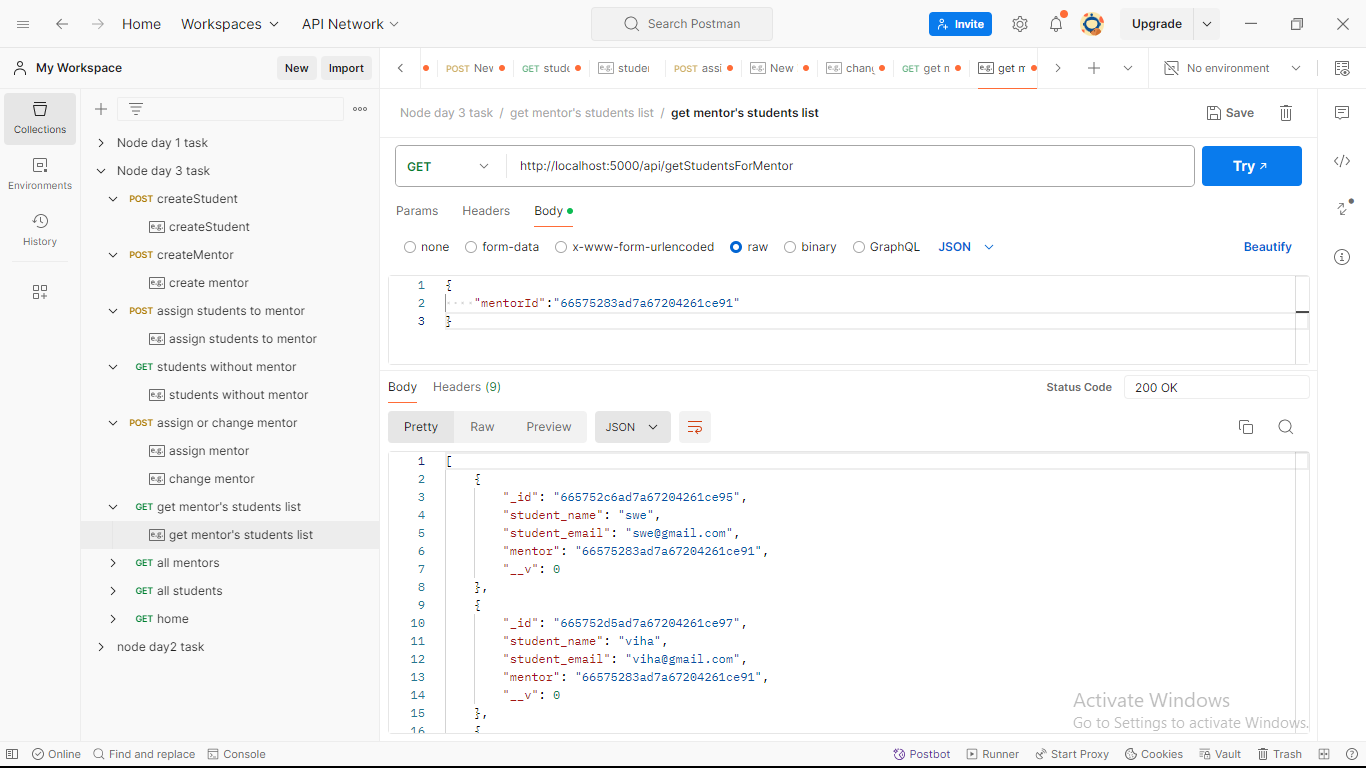 Home Workspaces API Network Search Postman Invite Upgrade
My Workspace New Import
POST New GET stude e.g. studen POST assi e.g. New e.g. chang GET get n e.g. get m No environment
Collections
Environments
History
Node day 1 task
Node day 3 task
POST createStudent
e.g. createStudent
POST createMentor
e.g. create mentor
POST assign students to mentor
e.g. assign students to mentor
GET students without mentor
e.g. students without mentor
POST assign or change mentor
e.g. assign mentor
e.g. change mentor
GET get mentor's students list
e.g. get mentor's students list
GET all mentors
GET all students
GET home
node day2 task
Node day 3 task / get mentor's students list / get mentor's students list Save
GET http://localhost:5000/api/getStudentsForMentor Try
Params Headers Body
none form-data x-www-form-urlencoded raw binary GraphQL JSON Beautify
1 {
2 ····"mentorId":"66575283ad7a67204261ce91"
3 }
Body Headers (9) Status Code 200 OK
Pretty Raw Preview JSON
1 [
2 {
3 "_id": "665752c6ad7a67204261ce95",
4 "student_name": "swe",
5 "student_email": "swe@gmail.com",
6 "mentor": "66575283ad7a67204261ce91",
7 "__v": 0
8 },
9 {
10 "_id": "665752d5ad7a67204261ce97",
11 "student_name": "viha",
12 "student_email": "viha@gmail.com",
13 "mentor": "66575283ad7a67204261ce91",
14 "__v": 0
15 },
16 {
Activate Windows
Go to Settings to activate Windows.
Online Find and replace Console Postbot Runner Start Proxy Cookies Vault Trash